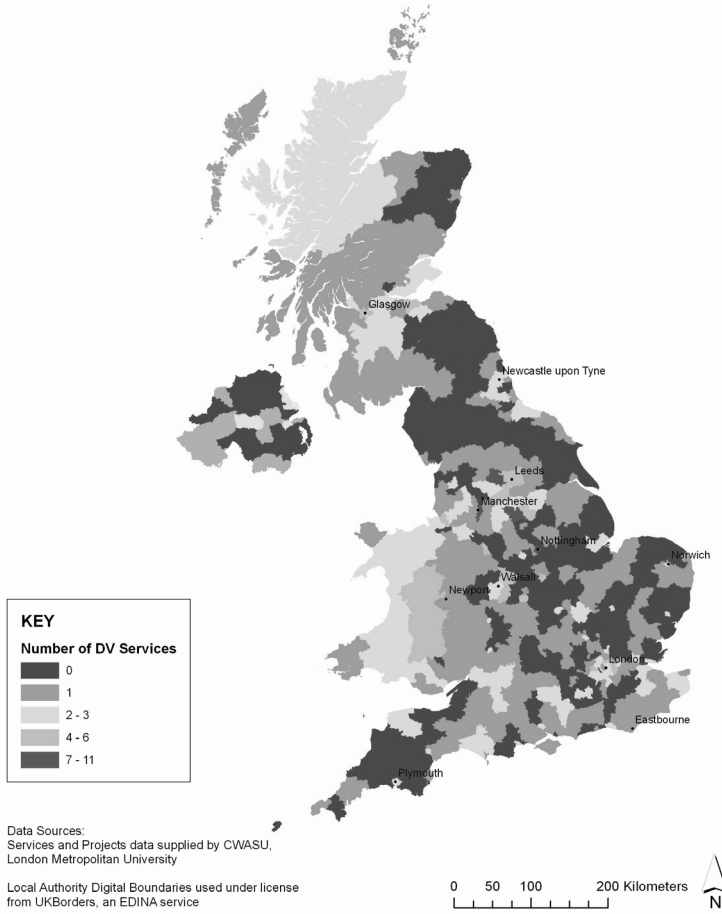 Glasgow
Newcastle upon Tyne
Leeds
Manchester
Nottingham
Norwich
Walsall
Newport
London
Eastbourne
Plymouth
KEY
Number of DV Services
0
1
2 - 3
4 - 6
7 - 11
Data Sources:
Services and Projects data supplied by CWASU,
London Metropolitan University
Local Authority Digital Boundaries used under license
from UKBorders, an EDINA service
0 50 100 200 Kilometers
N